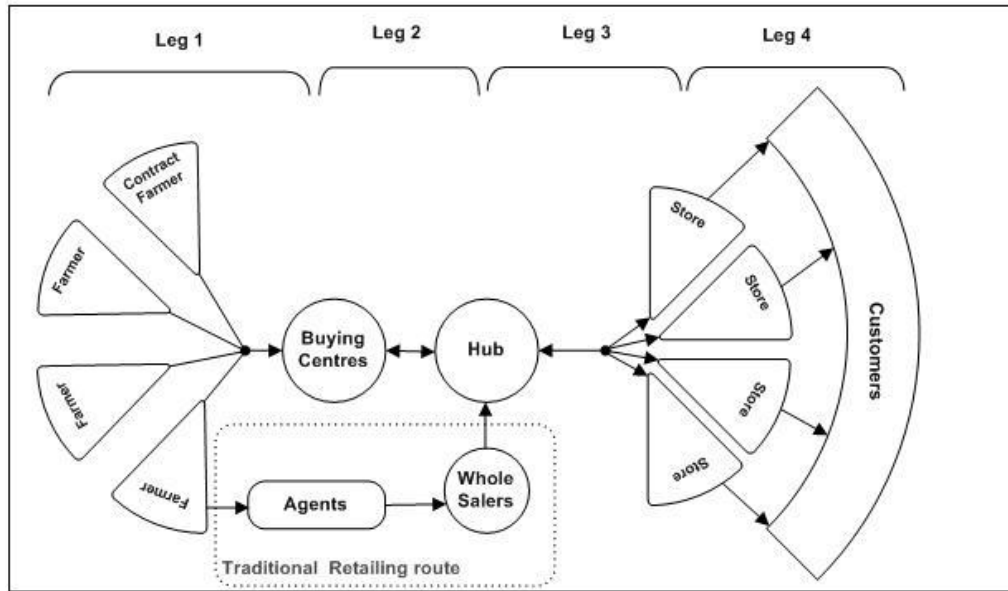 Leg 1
Leg 2
Leg 3
Leg 4
Contract
Farmer
Farmer
Farmer
Farmer
Buying
Centres
Hub
Agents
Whole
Salers
Traditional Retailing route
Store
Store
Store
Store
Customers